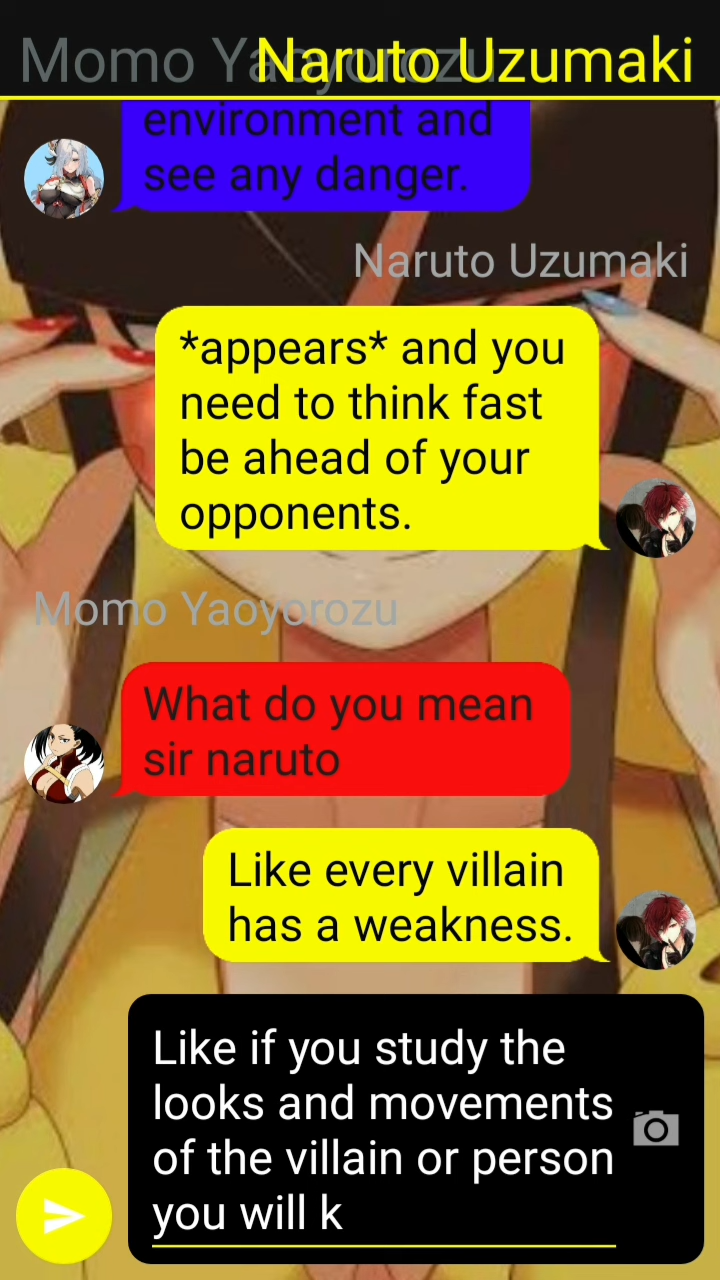 Momo Yaoyorozu
Naruto Uzumaki
environment and
see any danger.
Naruto Uzumaki
*appears* and you
need to think fast
be ahead of your
opponents.
Momo Yaoyorozu
What do you mean
sir naruto
Like every villain
has a weakness.
Like if you study the
looks and movements
of the villain or person
you will k